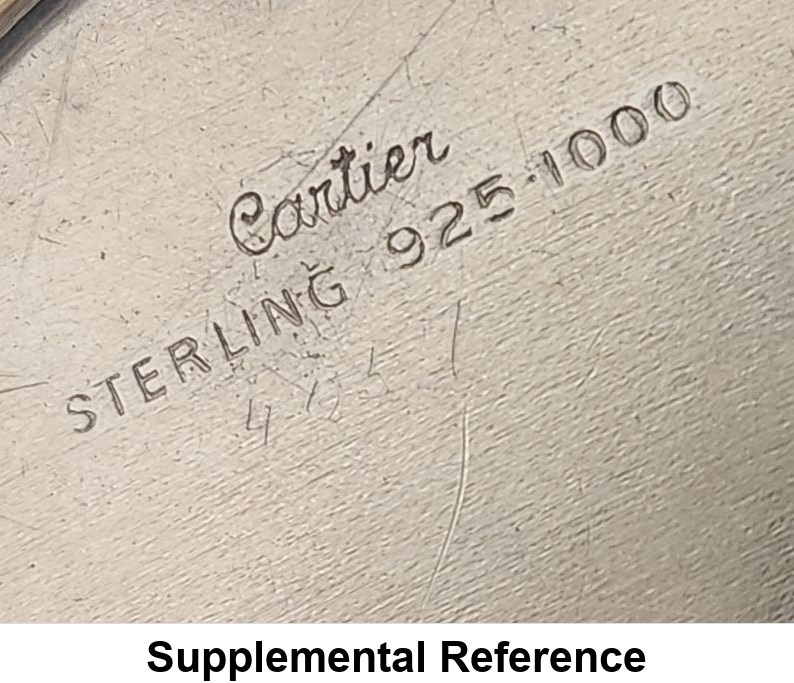 Cartier
STERLING 925·1000
Supplemental Reference